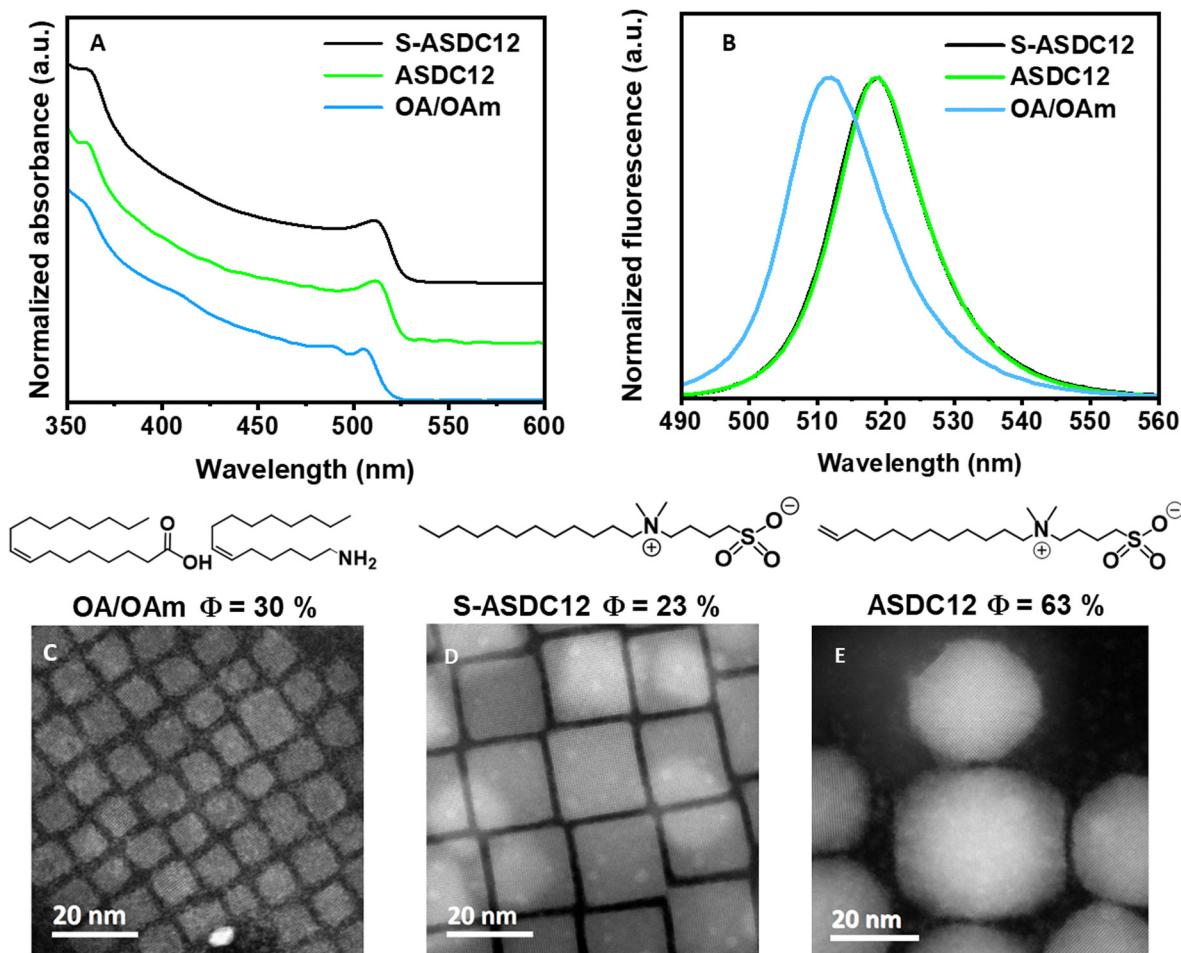 A
S-ASDC12
ASDC12
OA/OAm
Normalized absorbance (a.u.)
350 400 450 500 550 600
Wavelength (nm)
B
S-ASDC12
ASDC12
OA/OAm
Normalized fluorescence (a.u.)
490 500 510 520 530 540 550 560
Wavelength (nm)
O
OH
NH₂
N
⊕
S
O
⊖
O
O
N
⊕
S
O
⊖
O
O
OA/OAm Φ = 30 %
S-ASDC12 Φ = 23 %
ASDC12 Φ = 63 %
C
20 nm
D
20 nm
E
20 nm